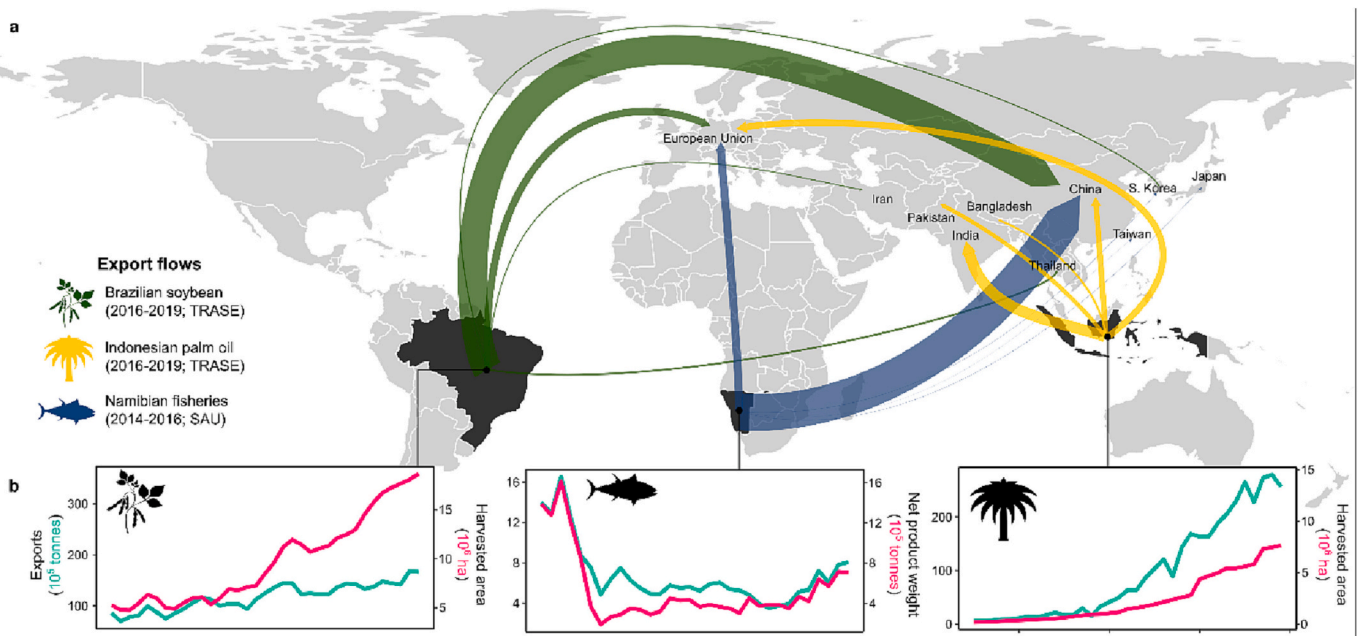 a
European Union
Iran
China
S. Korea
Japan
Pakistan
Bangladesh
India
Taiwan
Thailand
Export flows
Brazilian soybean
(2016-2019; TRASE)
Indonesian palm oil
(2016-2019; TRASE)
Namibian fisheries
(2014-2016; SAU)
b
Exports
(10⁶ tonnes)
300
200
150
100
15
10
5
Harvested area
(10⁶ ha)
16
12
8
4
16
12
8
4
Net product weight
(10⁵ tonnes)
200
100
0
15
10
5
0
Harvested area
(10⁶ ha)